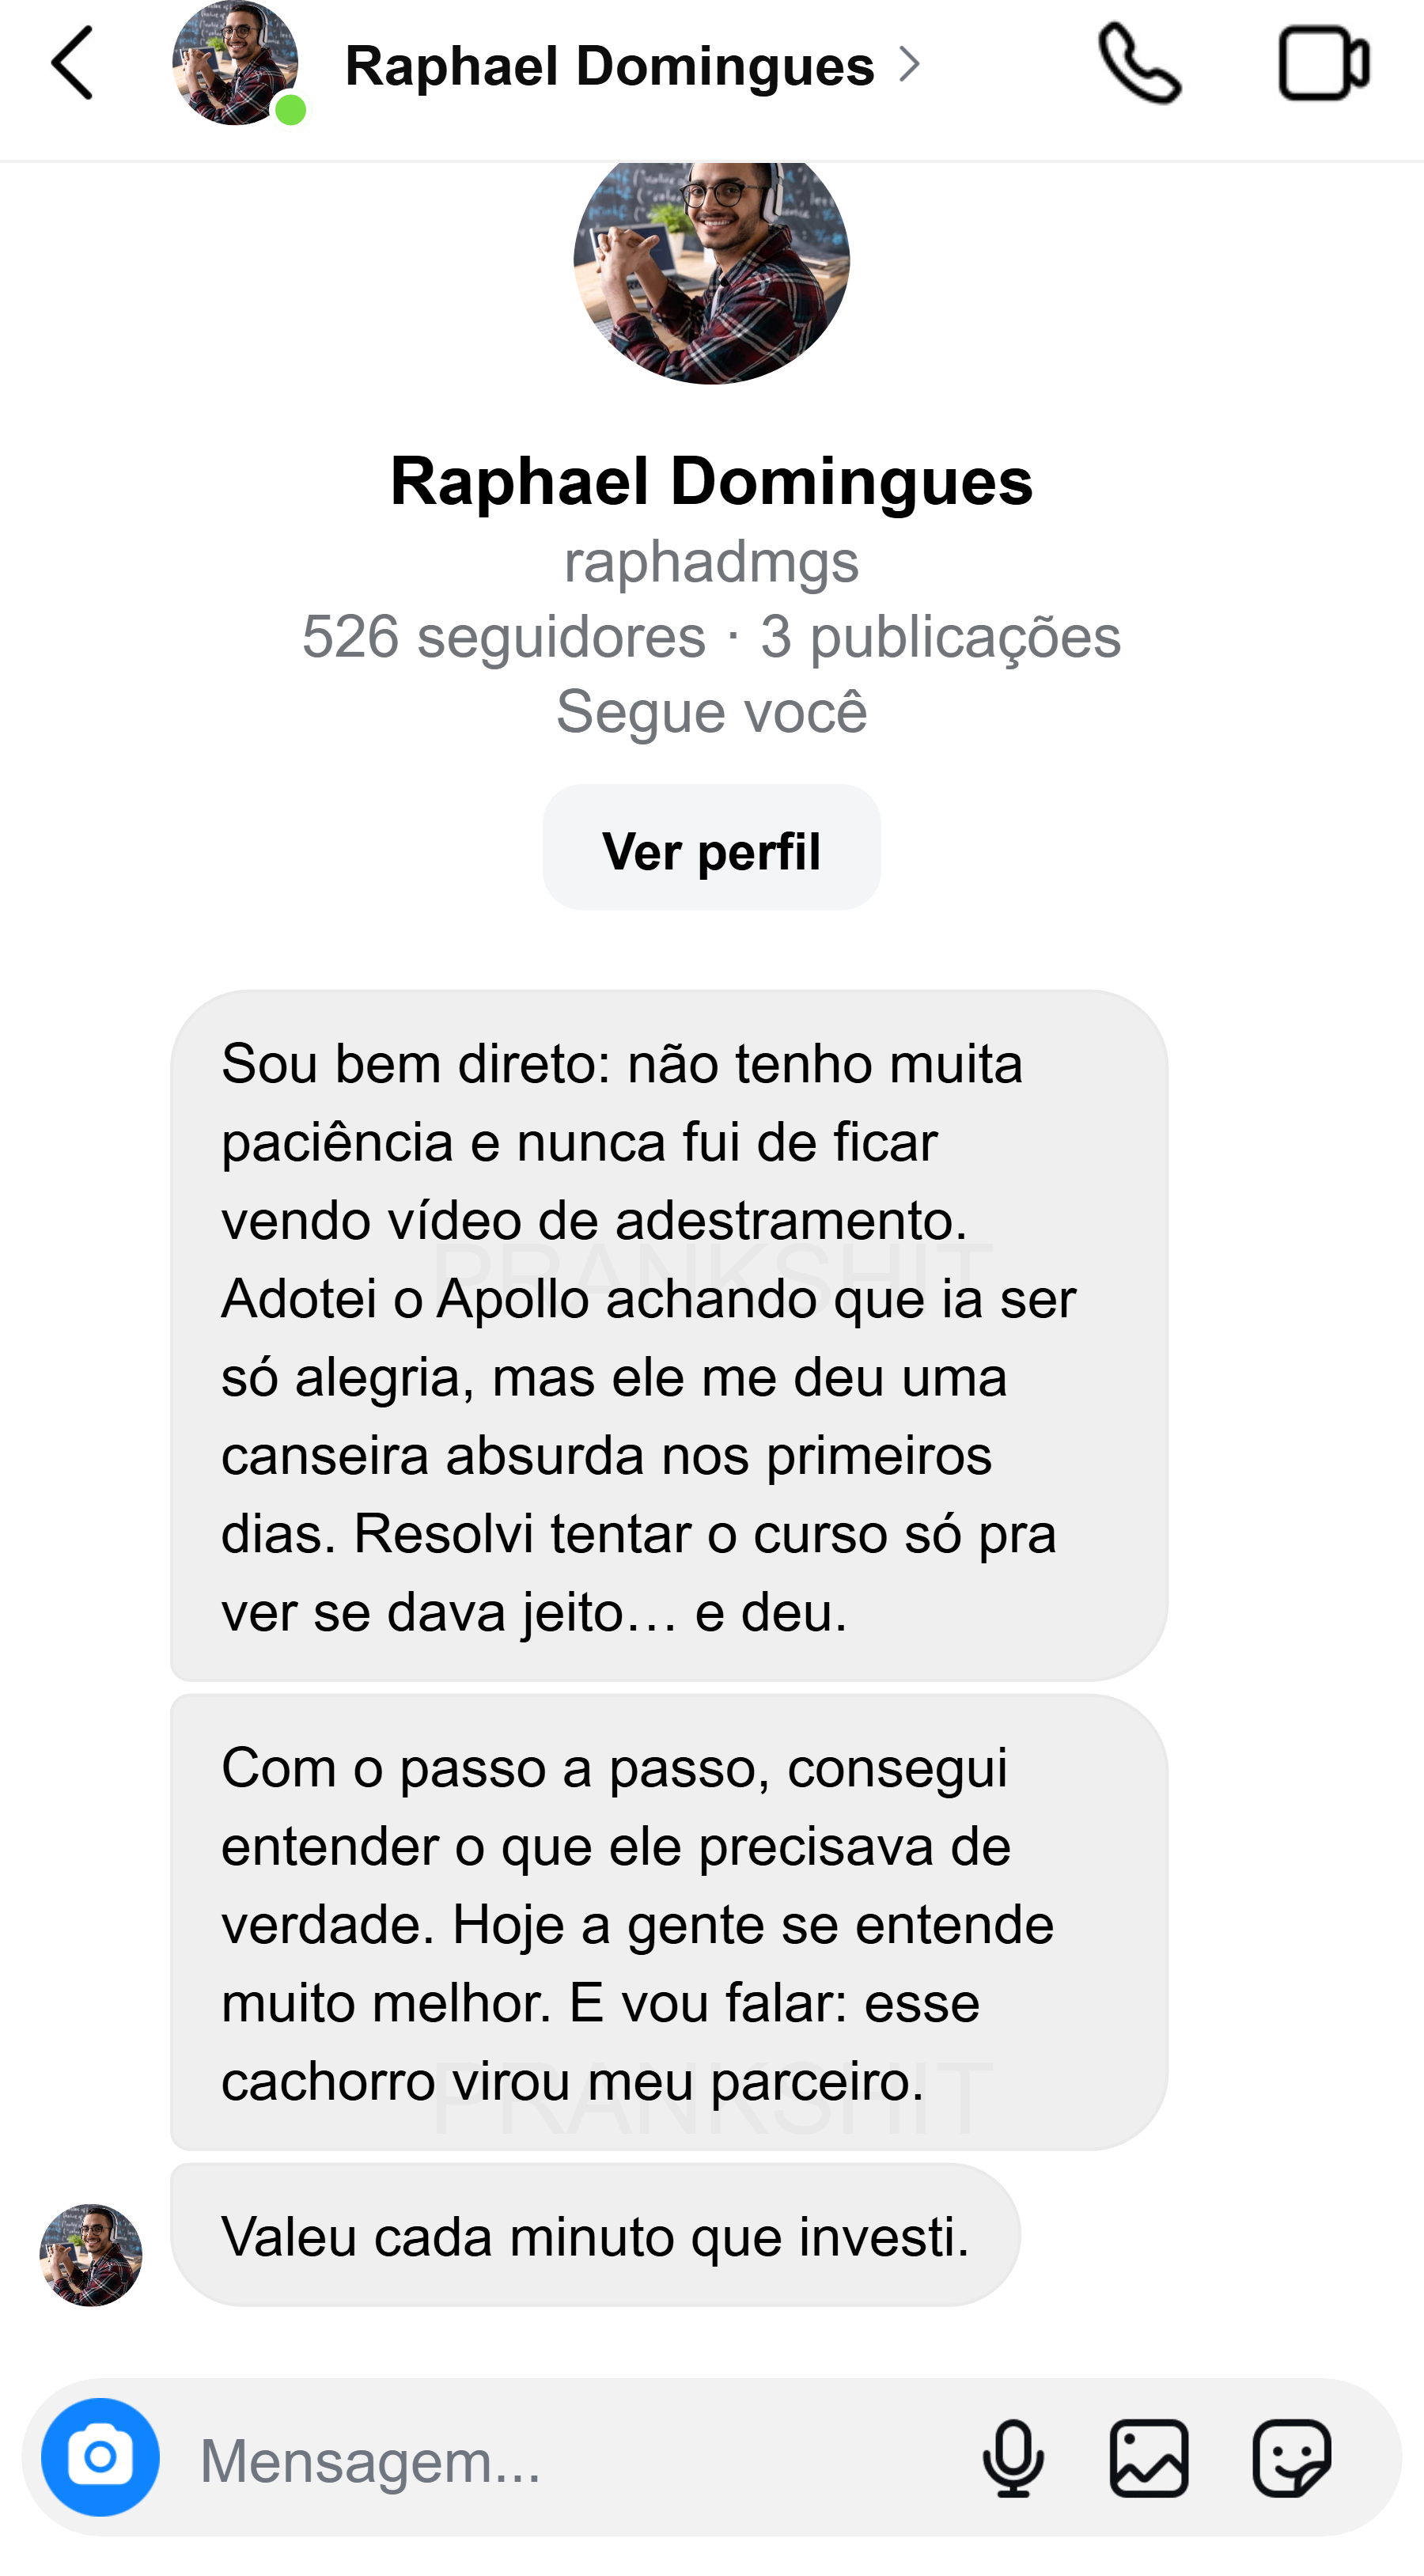 Raphael Domingues
Raphael Domingues
raphadmgs
526 seguidores · 3 publicações
Segue você
Ver perfil
Sou bem direto: não tenho muita
paciência e nunca fui de ficar
vendo vídeo de adestramento.
PRANKSHIT
Adotei o Apollo achando que ia ser
só alegria, mas ele me deu uma
canseira absurda nos primeiros
dias. Resolvi tentar o curso só pra
ver se dava jeito… e deu.
Com o passo a passo, consegui
entender o que ele precisava de
verdade. Hoje a gente se entende
muito melhor. E vou falar: esse
cachorro virou meu parceiro.
PRANKSHIT
Valeu cada minuto que investi.
Mensagem...